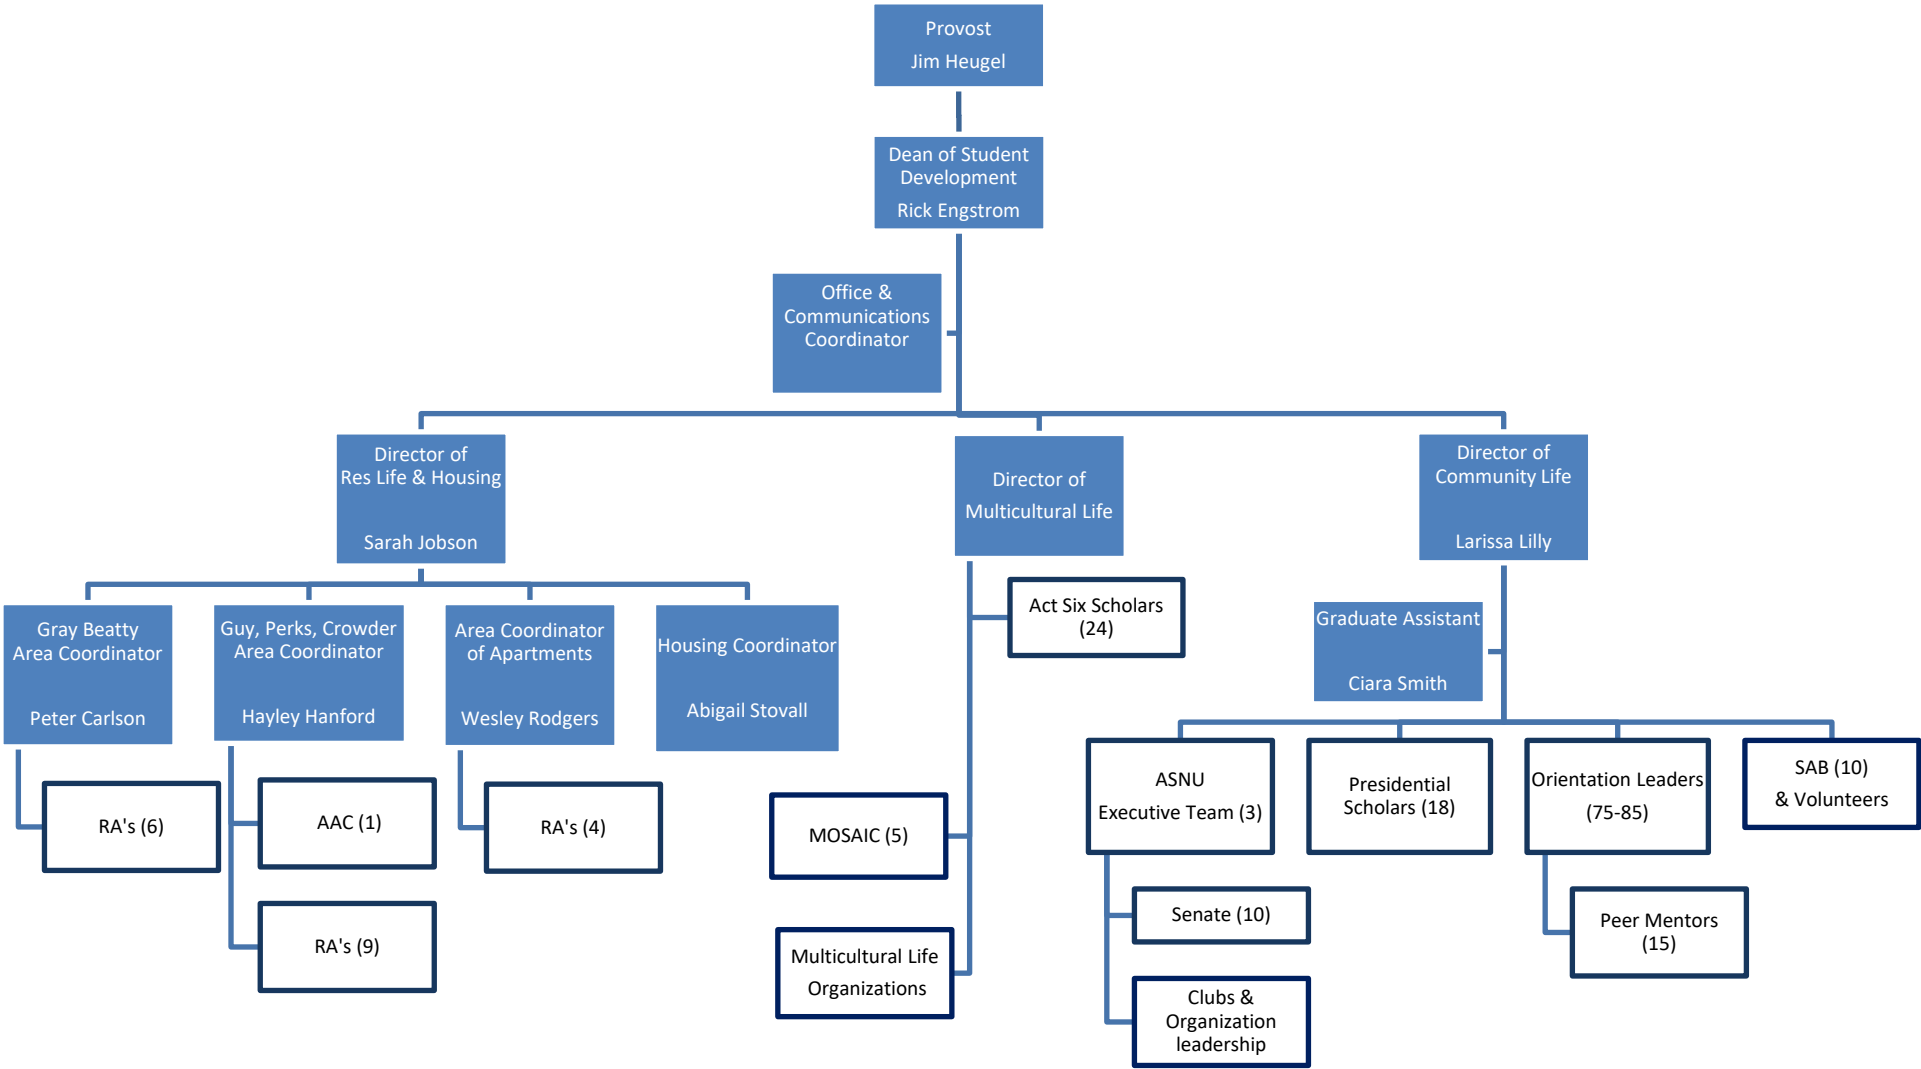 Provost
Jim Heugel
Dean of Student
Development
Rick Engstrom
Office &
Communications
Coordinator
Director of
Res Life & Housing
Sarah Jobson
Director of
Multicultural Life
Director of
Community Life
Larissa Lilly
Gray Beatty
Area Coordinator
Peter Carlson
Guy, Perks, Crowder
Area Coordinator
Hayley Hanford
Area Coordinator
of Apartments
Wesley Rodgers
Housing Coordinator
Abigail Stovall
Act Six Scholars
(24)
Graduate Assistant
Ciara Smith
RA's (6)
AAC (1)
RA's (9)
RA's (4)
MOSAIC (5)
Multicultural Life
Organizations
ASNU
Executive Team (3)
Presidential
Scholars (18)
Orientation Leaders
(75-85)
SAB (10)
& Volunteers
Senate (10)
Clubs &
Organization
leadership
Peer Mentors
(15)